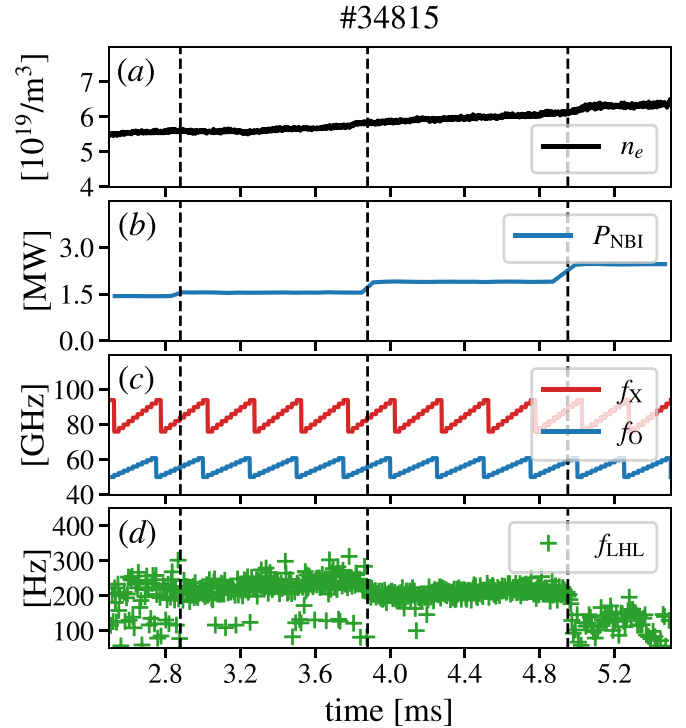 #34815
(a)
[10^19/m^3]
7
6
5
4
n_e
(b)
[MW]
3.0
1.5
0.0
P_NBI
(c)
[GHz]
100
80
60
40
f_X
f_O
(d)
[Hz]
400
300
200
100
f_LHL
2.8 3.2 3.6 4.0 4.4 4.8 5.2
time [ms]